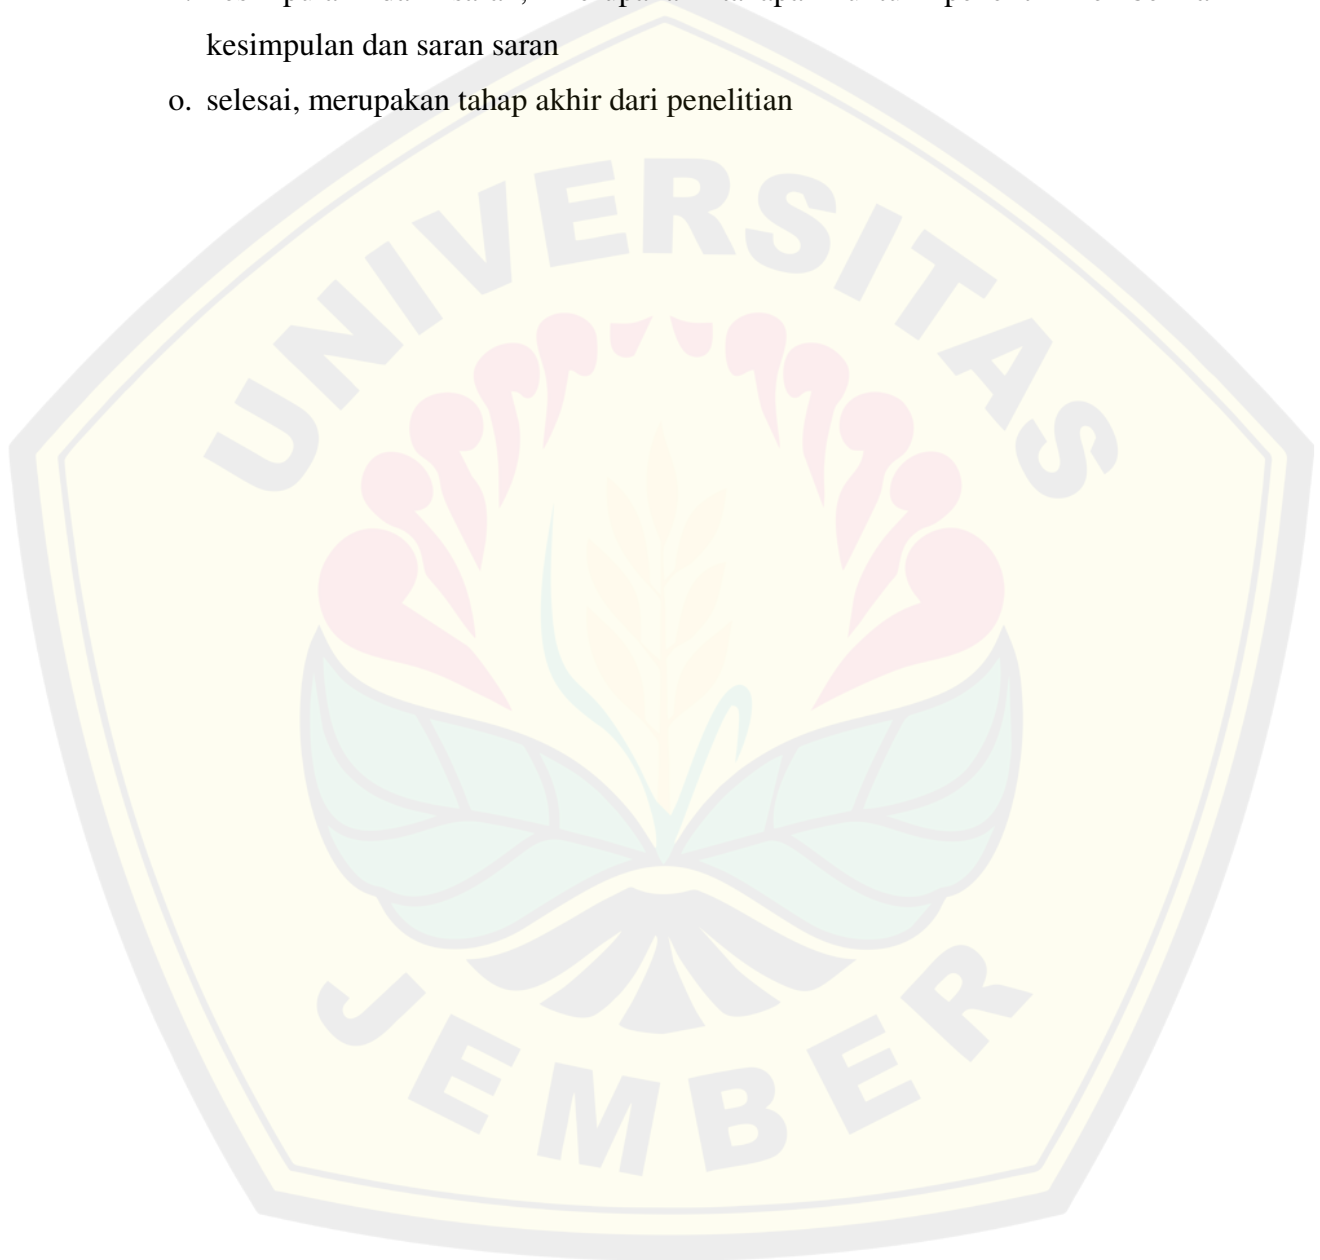 kesimpulan dan saran saran
o. selesai, merupakan tahap akhir dari penelitian
UNIVERSITAS
JEMBER